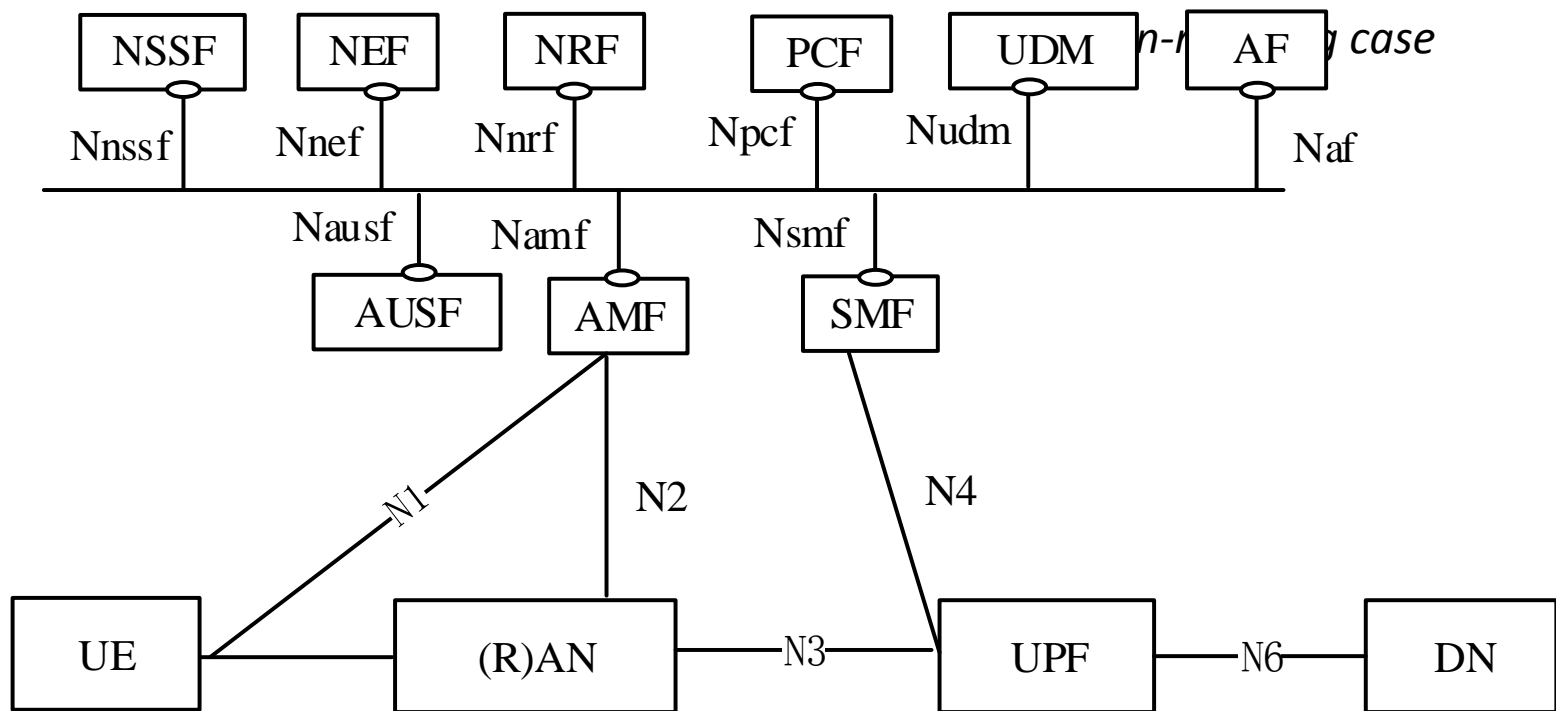 NSSF NEF NRF PCF UDM AF case
Nnssf Nnef Nnrf Npcf Nudm Naf
Nausf Namf Nsmf
AUSF AMF SMF
N1 N2 N4
UE (R)AN N3 UPF N6 DN